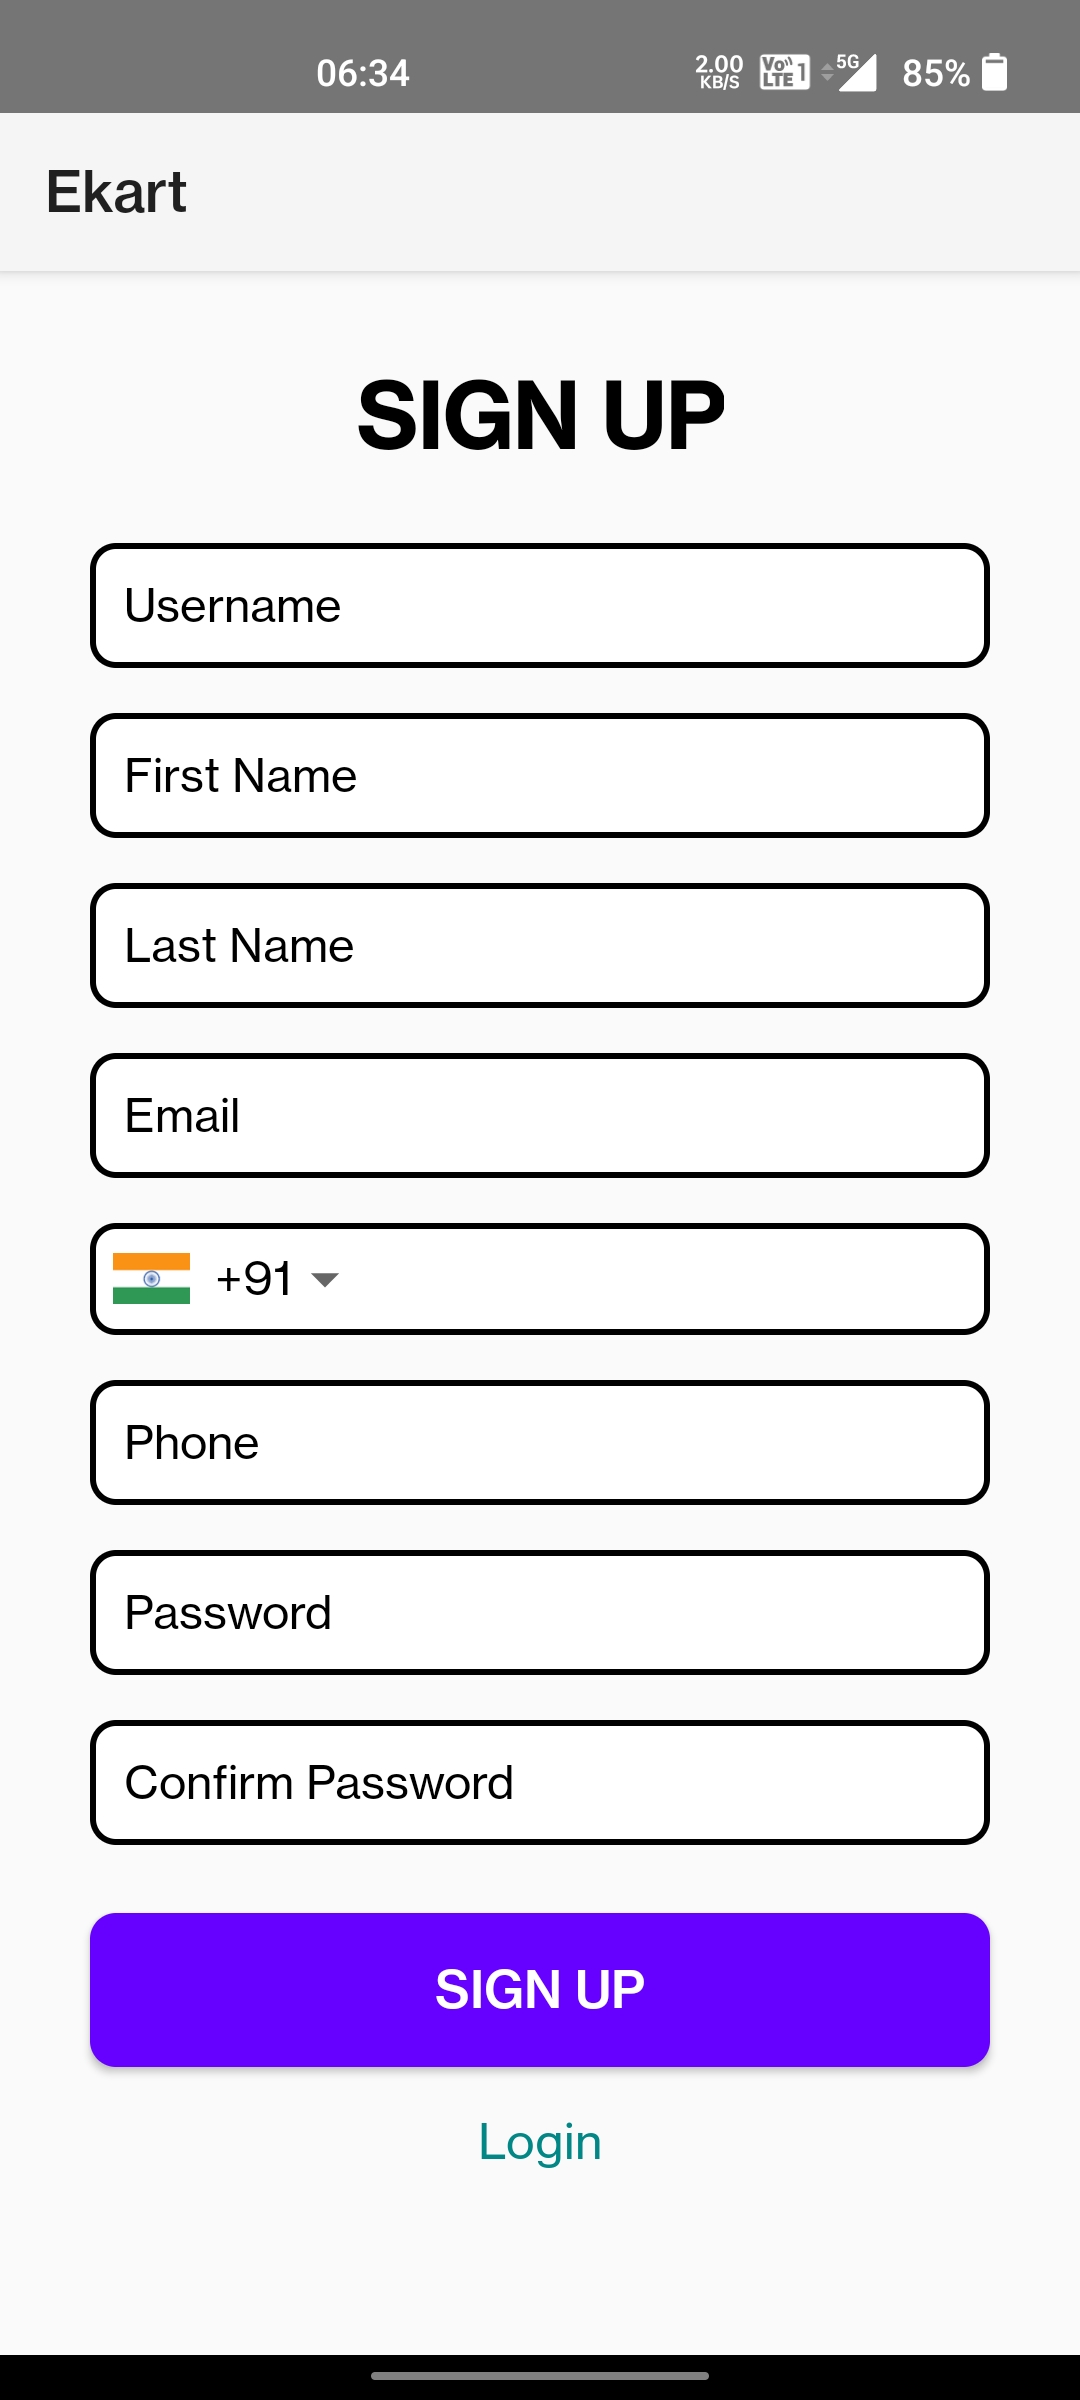 06:34
2.00
KB/S
Vo))
LTE 1
5G
85%
Ekart
SIGN UP
Username
First Name
Last Name
Email
+91
Phone
Password
Confirm Password
SIGN UP
Login